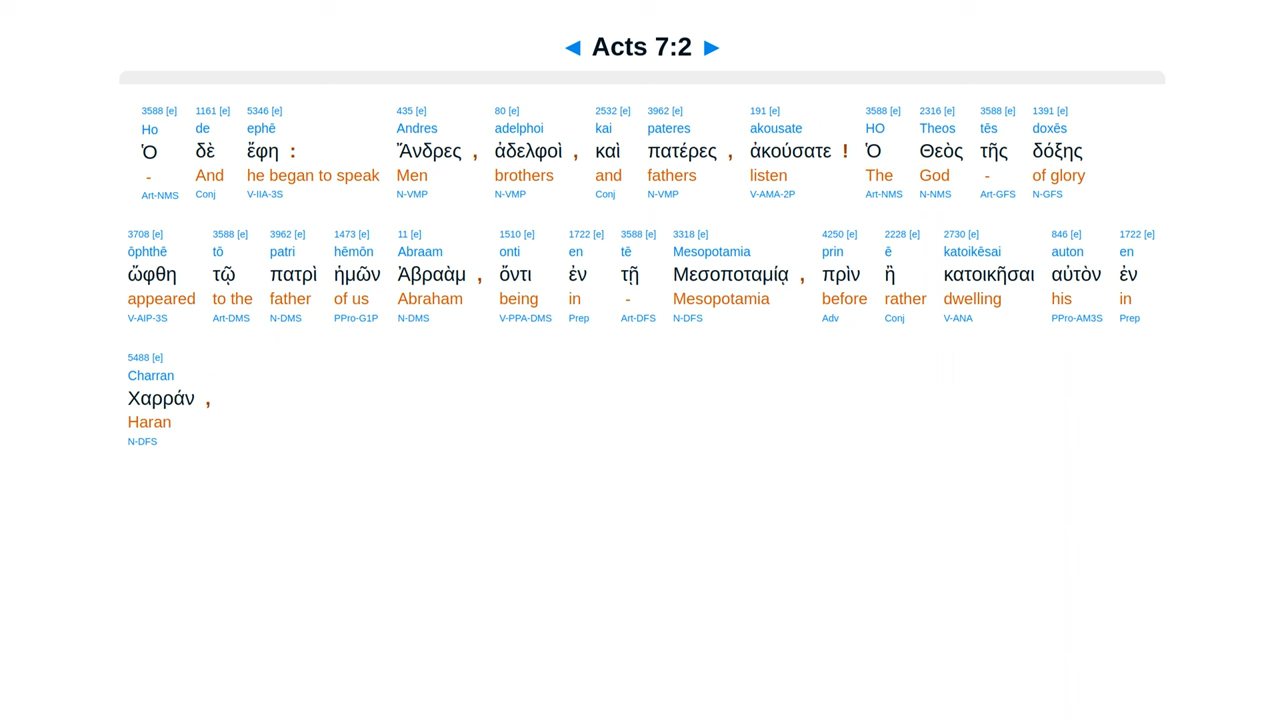 ◄ Acts 7:2 ►
3588 [e] 1161 [e] 5346 [e] 435 [e] 80 [e] 2532 [e] 3962 [e] 191 [e] 3588 [e] 2316 [e] 3588 [e] 1391 [e]
Ho de ephē Andres adelphoi kai pateres akousate HO Theos tēs doxēs
Ὁ δὲ ἔφη : Ἄνδρες , ἀδελφοὶ , καὶ πατέρες , ἀκούσατε ! Ὁ Θεὸς τῆς δόξης
- And he began to speak Men brothers and fathers listen The God - of glory
Art-NMS Conj V-IIA-3S N-VMP N-VMP Conj N-VMP V-AMA-2P Art-NMS N-NMS Art-GFS N-GFS
3708 [e] 3588 [e] 3962 [e] 1473 [e] 11 [e] 1510 [e] 1722 [e] 3588 [e] 3318 [e] 4250 [e] 2228 [e] 2730 [e] 846 [e] 1722 [e]
ōphthē tō patri hēmōn Abraam onti en tē Mesopotamia prin ē katoikēsai auton en
ὤφθη τῷ πατρὶ ἡμῶν Ἀβραὰμ , ὄντι ἐν τῇ Μεσοποταμίᾳ , πρὶν ἢ κατοικῆσαι αὐτὸν ἐν
appeared to the father of us Abraham being in - Mesopotamia before rather dwelling his in
V-AIP-3S Art-DMS N-DMS PPro-G1P N-DMS V-PPA-DMS Prep Art-DFS N-DFS Adv Conj V-ANA PPro-AM3S Prep
5488 [e]
Charran
Χαρράν ,
Haran
N-DFS